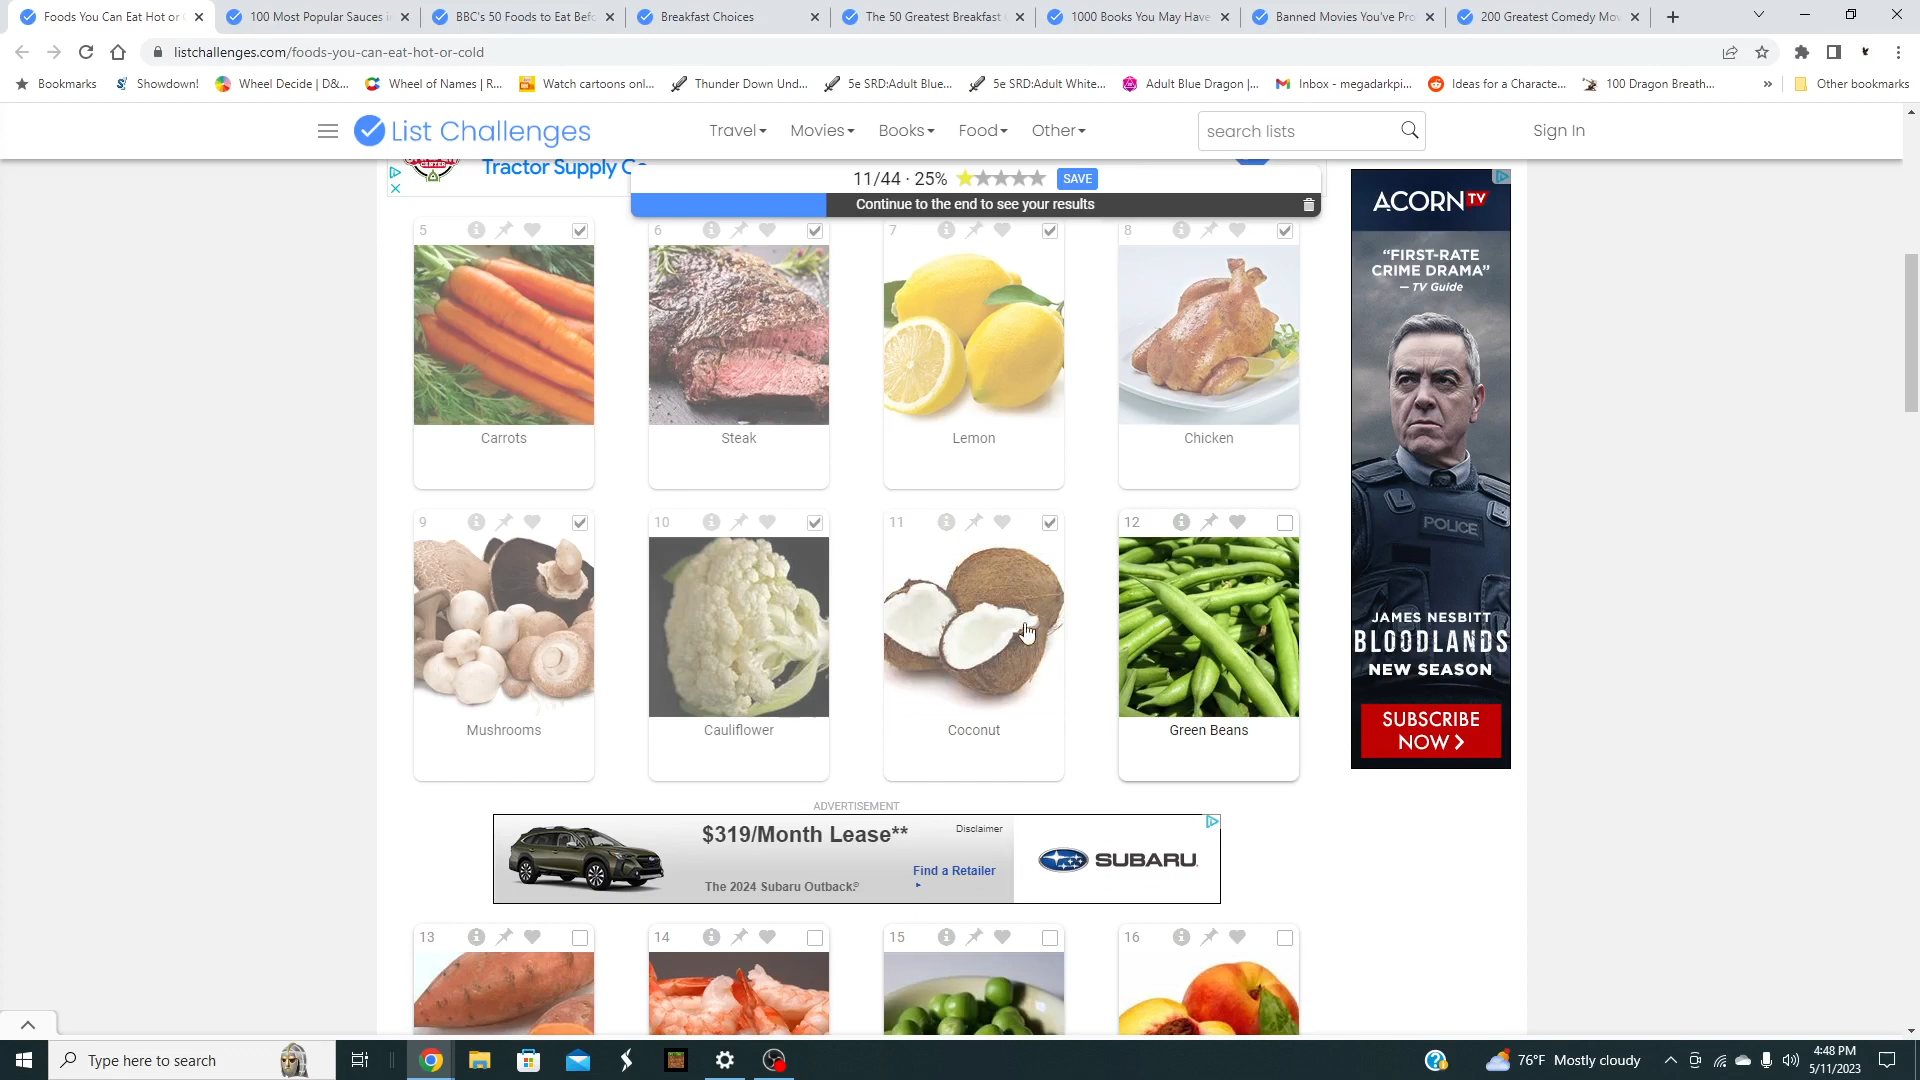 Foods You Can Eat Hot or
100 Most Popular Sauces i
BBC's 50 Foods to Eat Befo
Breakfast Choices
The 50 Greatest Breakfast
1000 Books You May Have
Banned Movies You've Pro
200 Greatest Comedy Mov
listchallenges.com/foods-you-can-eat-hot-or-cold
Bookmarks
Showdown!
Wheel Decide | D&...
Wheel of Names | R...
Watch cartoons onl...
Thunder Down Und...
5e SRD:Adult Blue...
5e SRD:Adult White...
Adult Blue Dragon |...
Inbox - megadarkpi...
Ideas for a Characte...
100 Dragon Breath...
»
Other bookmarks
List Challenges
Travel
Movies
Books
Food
Other
search lists
Sign In
Tractor Supply Co
11/44 · 25%
SAVE
Continue to the end to see your results
5
6
7
8
Carrots
Steak
Lemon
Chicken
9
10
11
12
Mushrooms
Cauliflower
Coconut
Green Beans
ADVERTISEMENT
$319/Month Lease**
Disclaimer
Find a Retailer
The 2024 Subaru Outback®
SUBARU
13
14
15
16
ACORN TV
"FIRST-RATE
CRIME DRAMA"
– TV Guide
POLICE
JAMES NESBITT
BLOODLANDS
NEW SEASON
SUBSCRIBE
NOW >
Type here to search
76°F Mostly cloudy
4:48 PM
5/11/2023